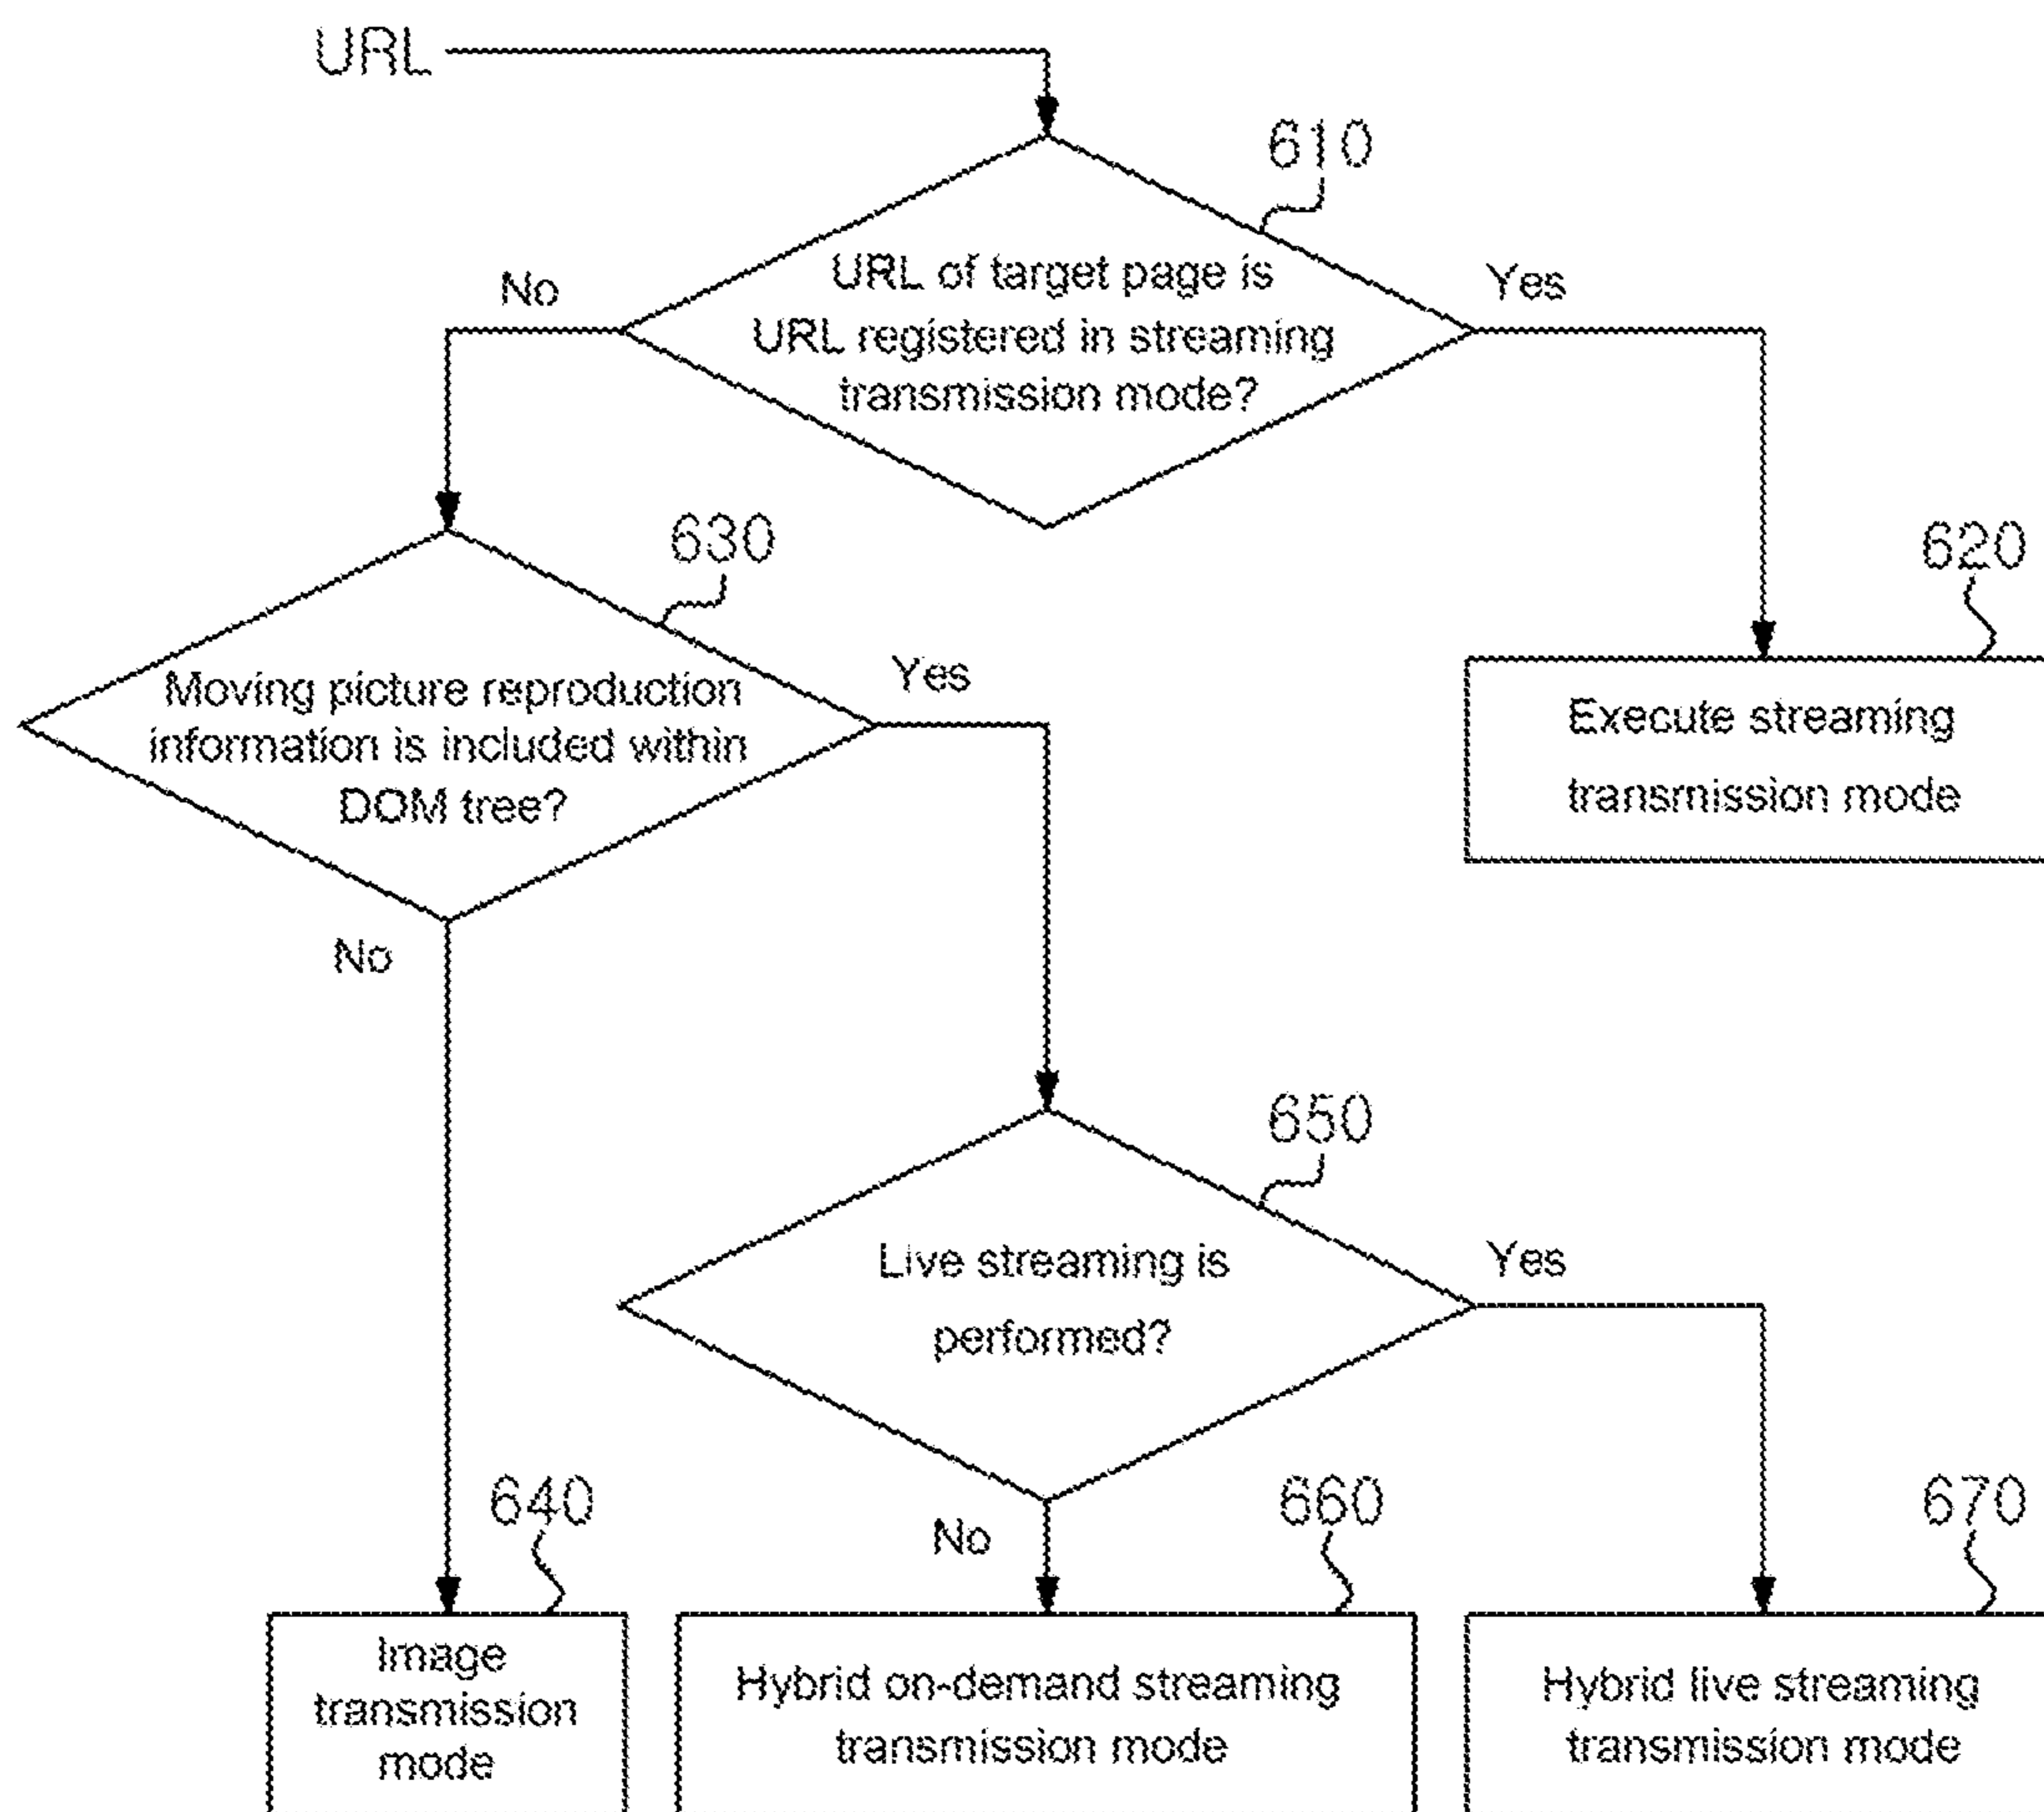 URL
610
URL of target page is
URL registered in streaming
transmission mode?
No
Yes
630
620
Moving picture reproduction
information is included within
DOM tree?
Yes
No
Execute streaming
transmission mode
650
Live streaming is
performed?
Yes
No
640
660
670
Image
transmission
mode
Hybrid on-demand streaming
transmission mode
Hybrid live streaming
transmission mode